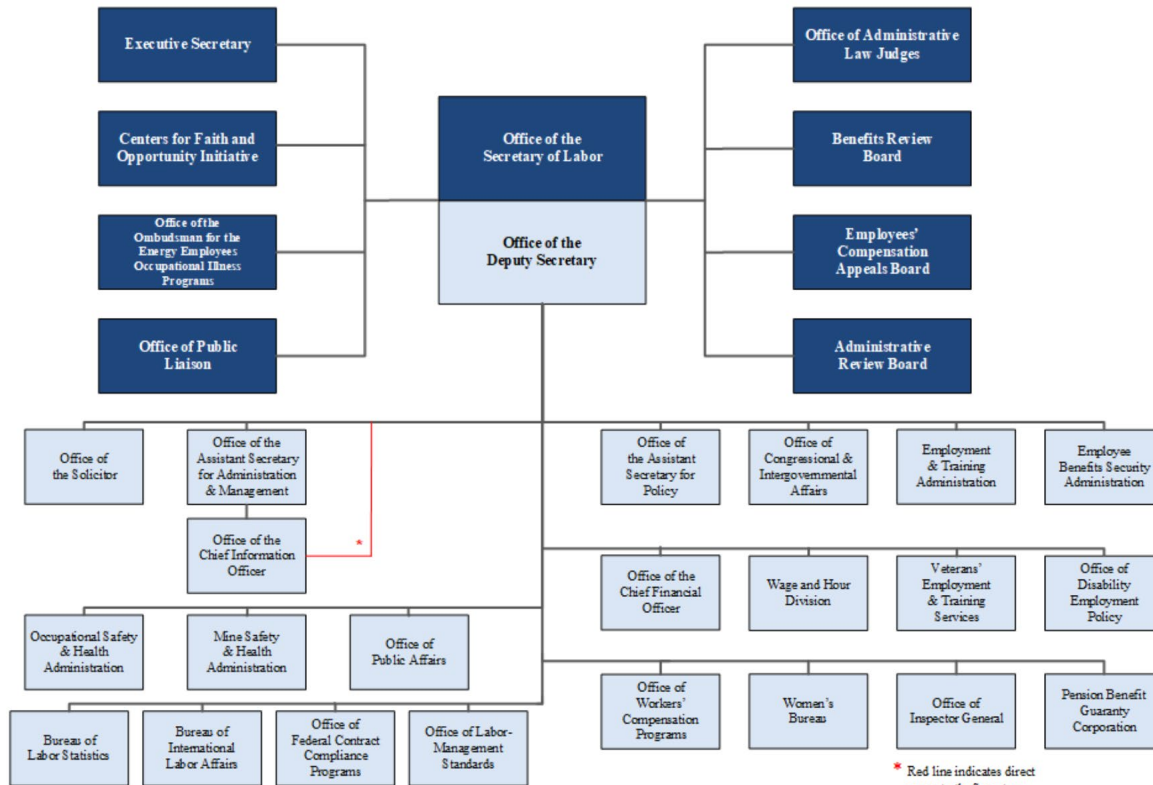 Executive Secretary
Centers for Faith and
Opportunity Initiative
Office of the
Ombudsman for the
Energy Employees
Occupational Illness
Programs
Office of Public
Liaison
Office of the
Secretary of Labor
Office of the
Deputy Secretary
Office of Administrative
Law Judges
Benefits Review
Board
Employees'
Compensation
Appeals Board
Administrative
Review Board
Office of
the Solicitor
Office of the
Assistant Secretary
for Administration
& Management
Office of the
Chief Information
Officer
*
Office of
the Assistant
Secretary for
Policy
Office of
Congressional &
Intergovernmental
Affairs
Employment
& Training
Administration
Employee
Benefits Security
Administration
Office of the
Chief Financial
Officer
Wage and Hour
Division
Veterans'
Employment
& Training
Services
Office of
Disability
Employment
Policy
Occupational Safety
& Health
Administration
Mine Safety
& Health
Administration
Office of
Public Affairs
Office of
Workers'
Compensation
Programs
Women's
Bureau
Office of
Inspector General
Pension Benefit
Guaranty
Corporation
Bureau of
Labor Statistics
Bureau of
International
Labor Affairs
Office of
Federal Contract
Compliance
Programs
Office of Labor-
Management
Standards
* Red line indicates direct